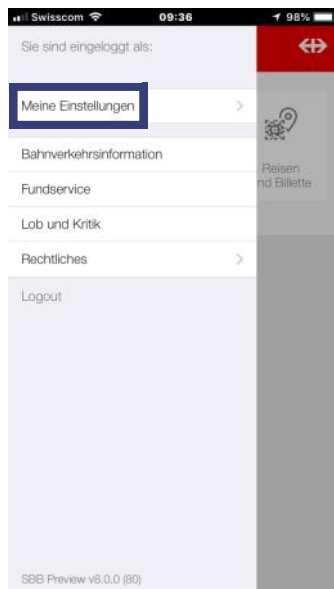 Swisscom 09:36 98%
Sie sind eingeloggt als:
Meine Einstellungen
Bahnverkehrsinformation
Fundservice
Lob und Kritik
Rechtliches
Logout
Reisen
nd Billette
SBB Preview v8.0.0 (80)